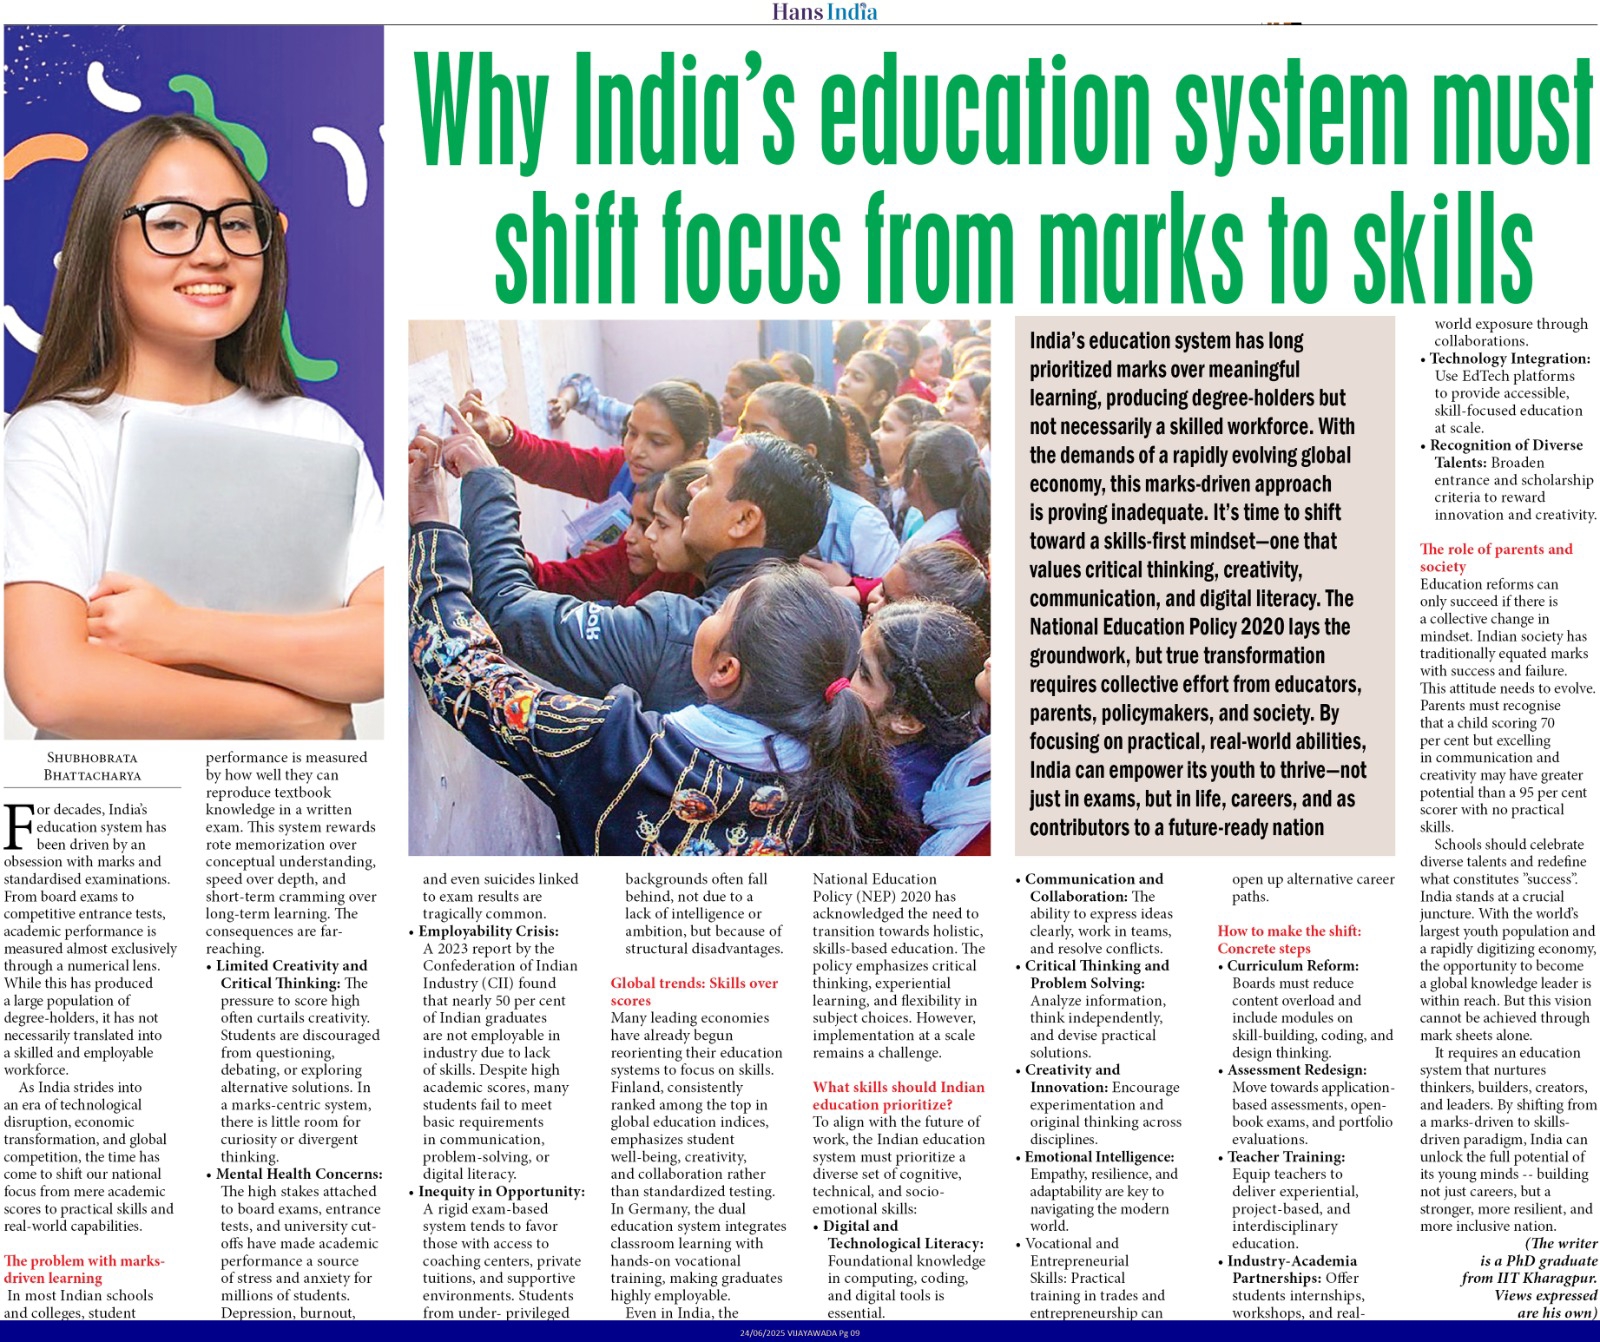 Hans India
Why India's education system must
shift focus from marks to skills
SHUBHOBRATA
BHATTACHARYA
For decades, India's
education system has
been driven by an
obsession with marks and
standardised examinations.
From board exams to
competitive entrance tests,
academic performance is
measured almost exclusively
through a numerical lens.
While this has produced
a large population of
degree-holders, it has not
necessarily translated into
a skilled and employable
workforce.
As India strides into
an era of technological
disruption, economic
transformation, and global
competition, the time has
come to shift our national
focus from mere academic
scores to practical skills and
real-world capabilities.
The problem with marks-
driven learning
In most Indian schools
and colleges, student
performance is measured
by how well they can
reproduce textbook
knowledge in a written
exam. This system rewards
rote memorization over
conceptual understanding,
speed over depth, and
short-term cramming over
long-term learning. The
consequences are far-
reaching.
• Limited Creativity and
Critical Thinking: The
pressure to score high
often curtails creativity.
Students are discouraged
from questioning,
debating, or exploring
alternative solutions. In
a marks-centric system,
there is little room for
curiosity or divergent
thinking.
• Mental Health Concerns:
The high stakes attached
to board exams, entrance
tests, and university cut-
offs have made academic
performance a source
of stress and anxiety for
millions of students.
Depression, burnout,
and even suicides linked
to exam results are
tragically common.
• Employability Crisis:
A 2023 report by the
Confederation of Indian
Industry (CII) found
that nearly 50 per cent
of Indian graduates
are not employable in
industry due to lack
of skills. Despite high
academic scores, many
students fail to meet
basic requirements
in communication,
problem-solving, or
digital literacy.
• Inequity in Opportunity:
A rigid exam-based
system tends to favor
those with access to
coaching centers, private
tuitions, and supportive
environments. Students
from under- privileged
backgrounds often fall
behind, not due to a
lack of intelligence or
ambition, but because of
structural disadvantages.
Global trends: Skills over
scores
Many leading economies
have already begun
reorienting their education
systems to focus on skills.
Finland, consistently
ranked among the top in
global education indices,
emphasizes student
well-being, creativity,
and collaboration rather
than standardized testing.
In Germany, the dual
education system integrates
classroom learning with
hands-on vocational
training, making graduates
highly employable.
Even in India, the
National Education
Policy (NEP) 2020 has
acknowledged the need to
transition towards holistic,
skills-based education. The
policy emphasizes critical
thinking, experiential
learning, and flexibility in
subject choices. However,
implementation at a scale
remains a challenge.
What skills should Indian
education prioritize?
To align with the future of
work, the Indian education
system must prioritize a
diverse set of cognitive,
technical, and socio-
emotional skills:
• Digital and
Technological Literacy:
Foundational knowledge
in computing, coding,
and digital tools is
essential.
India's education system has long
prioritized marks over meaningful
learning, producing degree-holders but
not necessarily a skilled workforce. With
the demands of a rapidly evolving global
economy, this marks-driven approach
is proving inadequate. It's time to shift
toward a skills-first mindset—one that
values critical thinking, creativity,
communication, and digital literacy. The
National Education Policy 2020 lays the
groundwork, but true transformation
requires collective effort from educators,
parents, policymakers, and society. By
focusing on practical, real-world abilities,
India can empower its youth to thrive—not
just in exams, but in life, careers, and as
contributors to a future-ready nation
• Communication and
Collaboration: The
ability to express ideas
clearly, work in teams,
and resolve conflicts.
• Critical Thinking and
Problem Solving:
Analyze information,
think independently,
and devise practical
solutions.
• Creativity and
Innovation: Encourage
experimentation and
original thinking across
disciplines.
• Emotional Intelligence:
Empathy, resilience, and
adaptability are key to
navigating the modern
world.
• Vocational and
Entrepreneurial
Skills: Practical
training in trades and
entrepreneurship can
open up alternative career
paths.
How to make the shift:
Concrete steps
• Curriculum Reform:
Boards must reduce
content overload and
include modules on
skill-building, coding, and
design thinking.
• Assessment Redesign:
Move towards application-
based assessments, open-
book exams, and portfolio
evaluations.
• Teacher Training:
Equip teachers to
deliver experiential,
project-based, and
interdisciplinary
education.
• Industry-Academia
Partnerships: Offer
students internships,
workshops, and real-
world exposure through
collaborations.
• Technology Integration:
Use EdTech platforms
to provide accessible,
skill-focused education
at scale.
• Recognition of Diverse
Talents: Broaden
entrance and scholarship
criteria to reward
innovation and creativity.
The role of parents and
society
Education reforms can
only succeed if there is
a collective change in
mindset. Indian society has
traditionally equated marks
with success and failure.
This attitude needs to evolve.
Parents must recognise
that a child scoring 70
per cent but excelling
in communication and
creativity may have greater
potential than a 95 per cent
scorer with no practical
skills.
Schools should celebrate
diverse talents and redefine
what constitutes "success".
India stands at a crucial
juncture. With the world's
largest youth population and
a rapidly digitizing economy,
the opportunity to become
a global knowledge leader is
within reach. But this vision
cannot be achieved through
mark sheets alone.
It requires an education
system that nurtures
thinkers, builders, creators,
and leaders. By shifting from
a marks-driven to skills-
driven paradigm, India can
unlock the full potential of
its young minds -- building
not just careers, but a
stronger, more resilient, and
more inclusive nation.
(The writer
is a PhD graduate
from IIT Kharagpur.
Views expressed
are his own)
24/06/2025 VIJAYAWADA Pg 09